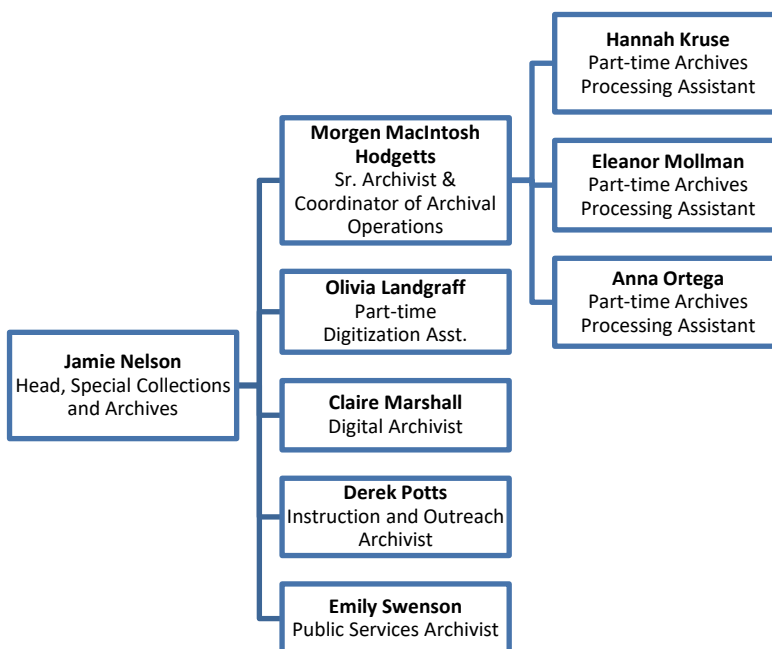 Jamie Nelson
Head, Special Collections
and Archives
Morgen MacIntosh
Hodgetts
Sr. Archivist &
Coordinator of Archival
Operations
Olivia Landgraff
Part-time
Digitization Asst.
Claire Marshall
Digital Archivist
Derek Potts
Instruction and Outreach
Archivist
Emily Swenson
Public Services Archivist
Hannah Kruse
Part-time Archives
Processing Assistant
Eleanor Mollman
Part-time Archives
Processing Assistant
Anna Ortega
Part-time Archives
Processing Assistant